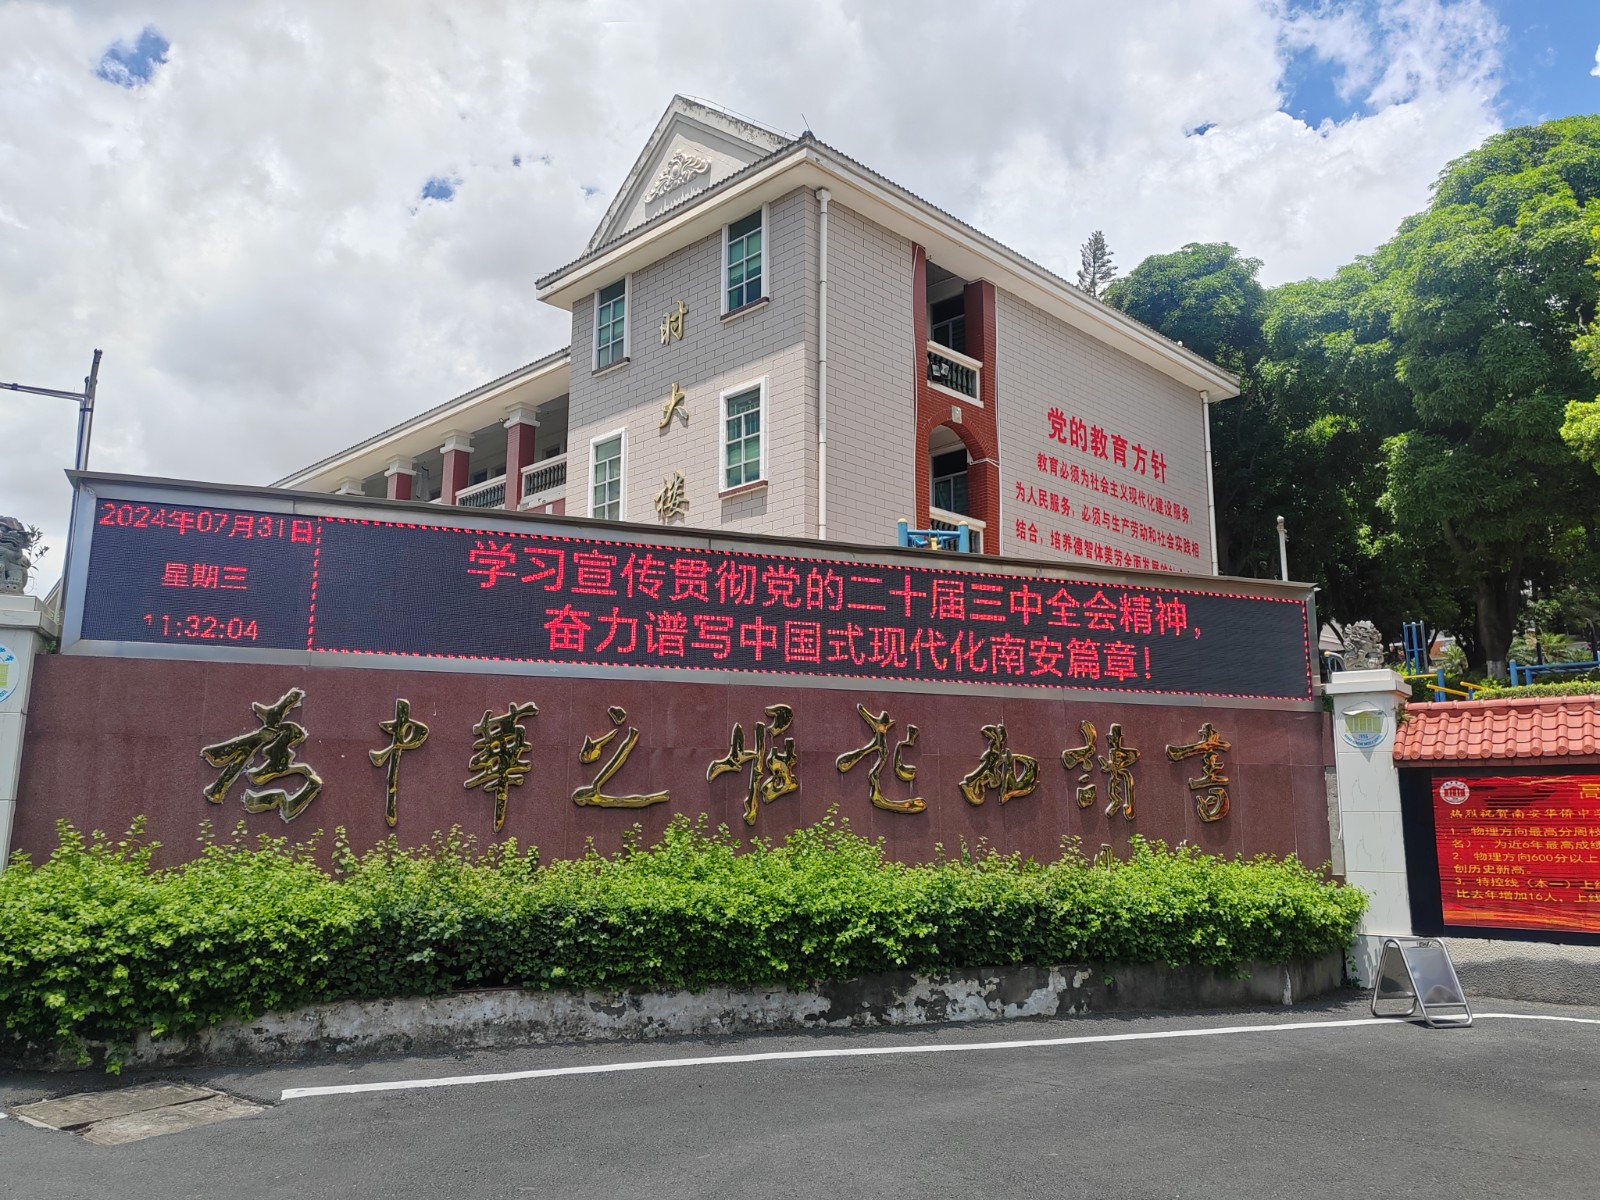 时大楼
党的教育方针
教育必须为社会主义现代化建设服务、
为人民服务，必须与生产劳动和社会实践相
结合，培养德智体美劳全面发展的社会
2024年07月31日
星期三
11:32:04
学习宣传贯彻党的二十届三中全会精神，
奋力谱写中国式现代化南安篇章！
为中華之崛起而讀書
热烈祝贺南安华侨中
1、物理方向最高分周
名），为近6年最高成绩
2、物理方向600分以上
创历史新高。
3、特控线（本一）上线
比去年增加16人，上线